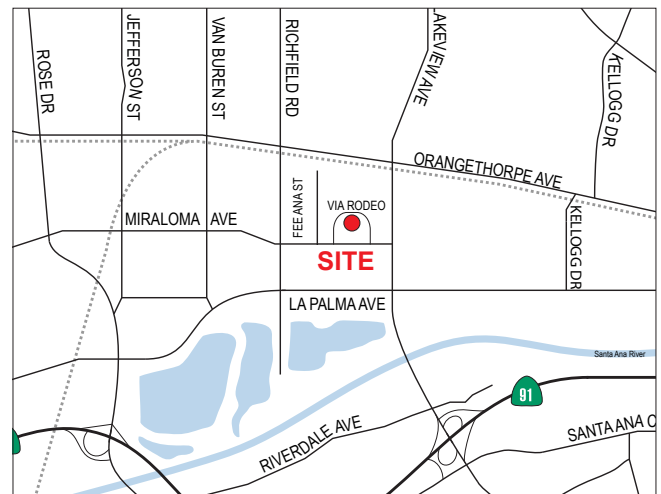 ROSE DR
JEFFERSON ST
VAN BUREN ST
RICHFIELD RD
AKEVIEW AVE
KELLOGG DR
ORANGETHORPE AVE
FEE ANA ST
VIA RODEO
MIRALOMA AVE
KELLOGG DR
SITE
LA PALMA AVE
Santa Ana River
91
RIVERDALE AVE
SANTA ANA C